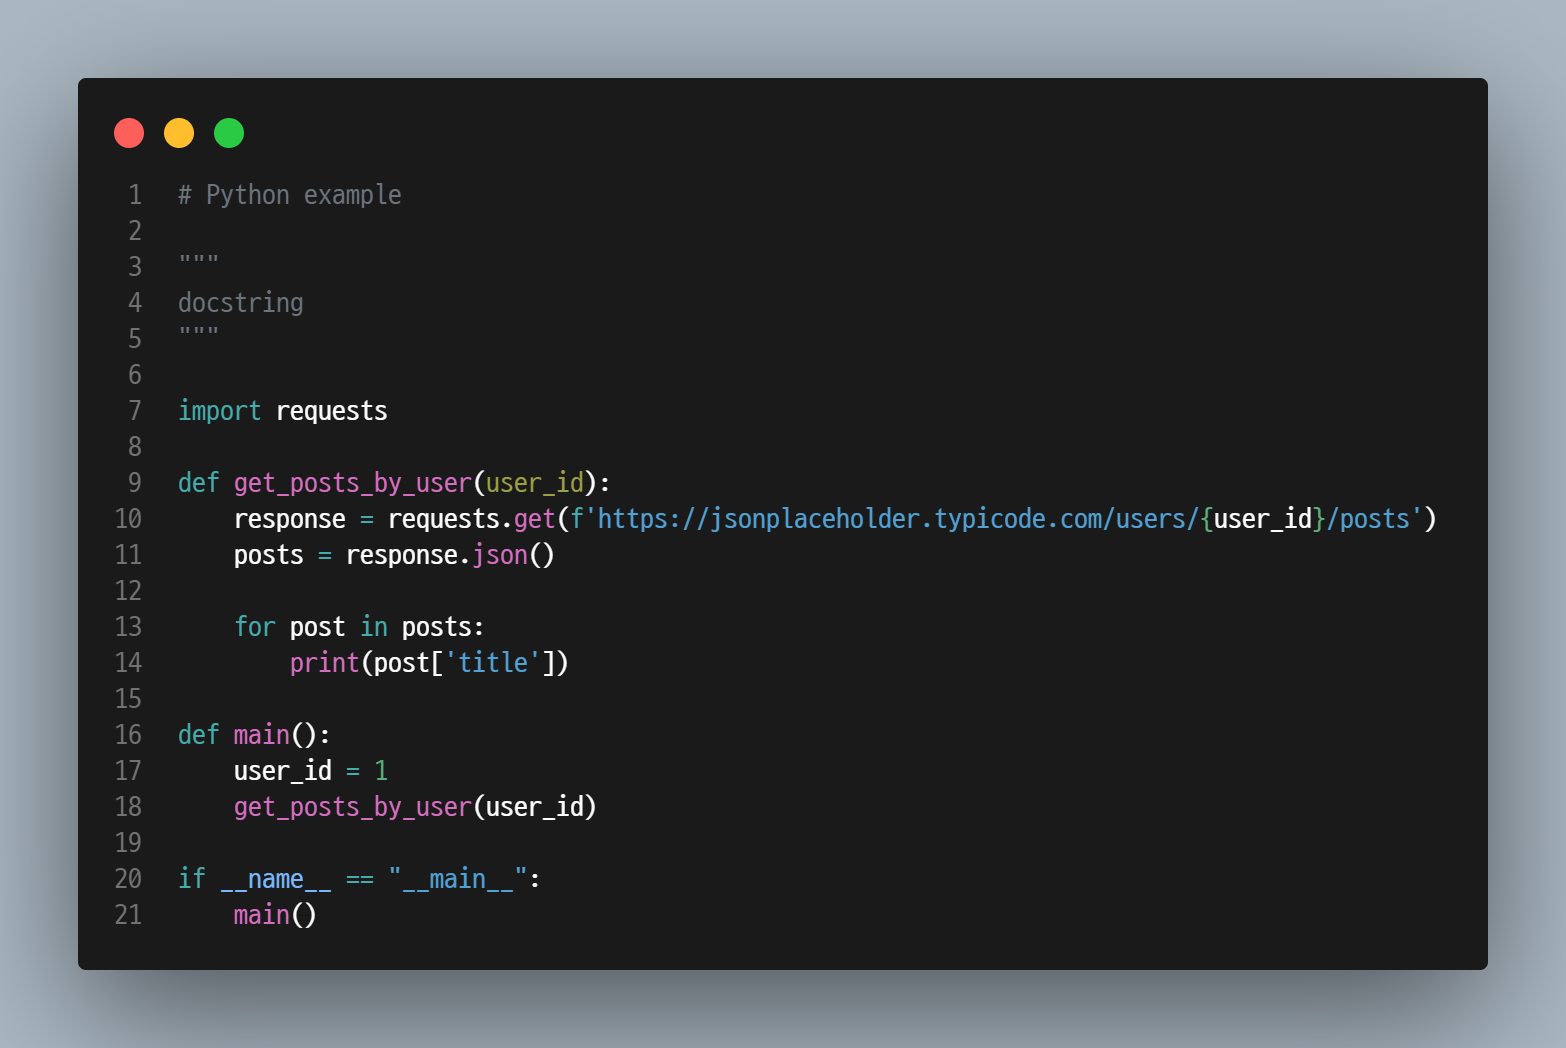 1 # Python example
2
3 """
4 docstring
5 """
6
7 import requests
8
9 def get_posts_by_user(user_id):
10     response = requests.get(f'https://jsonplaceholder.typicode.com/users/{user_id}/posts')
11     posts = response.json()
12
13     for post in posts:
14         print(post['title'])
15
16 def main():
17     user_id = 1
18     get_posts_by_user(user_id)
19
20 if __name__ == "__main__":
21     main()